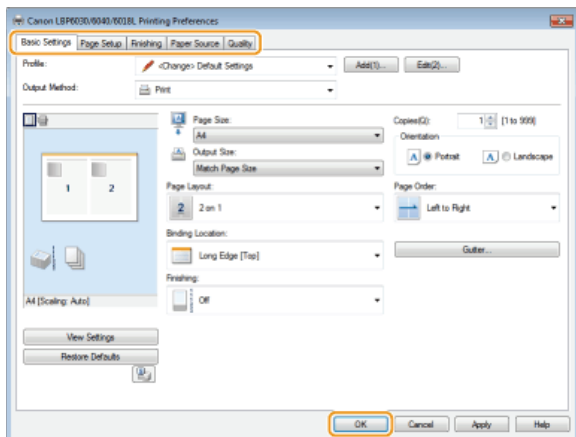 Canon LBP6030/6040/6018L Printing Preferences
Basic Settings Page Setup Finishing Paper Source Quality
Profile: <Change> Default Settings Add(1)... Edit(2)...
Output Method: Print
Page Size: Copies(Q): 1 [1 to 999]
A4 Orientation
Output Size: A Portrait A Landscape
Match Page Size
1 2
Page Layout: Page Order:
2 2 on 1 Left to Right
Binding Location:
Long Edge [Top] Gutter...
Finishing:
Off
A4 [Scaling: Auto]
View Settings
Restore Defaults
OK Cancel Apply Help